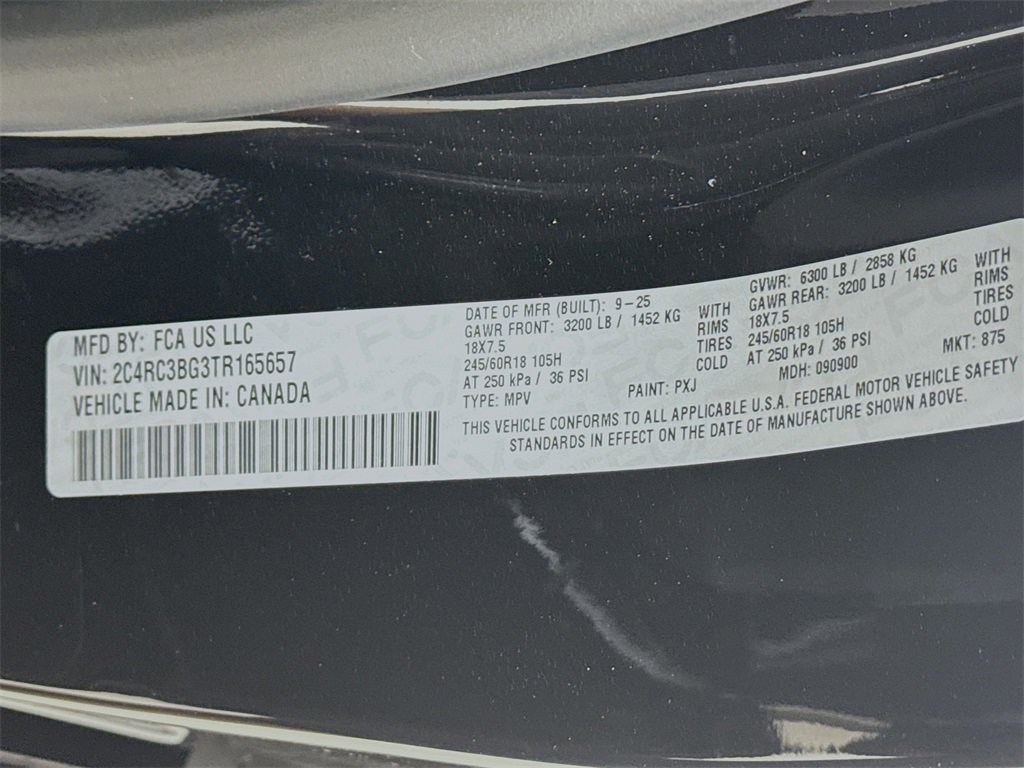 MFD BY: FCA US LLC
VIN: 2C4RC3BG3TR165657
VEHICLE MADE IN: CANADA
DATE OF MFR (BUILT): 9-25
GAWR FRONT: 3200 LB / 1452 KG WITH
18X7.5 RIMS
245/60R18 105H TIRES
AT 250 kPa / 36 PSI COLD
TYPE: MPV PAINT: PXJ
GVWR: 6300 LB / 2858 KG
GAWR REAR: 3200 LB / 1452 KG WITH
18X7.5 RIMS
245/60R18 105H TIRES
AT 250 kPa / 36 PSI COLD
MDH: 090900 MKT: 875
THIS VEHICLE CONFORMS TO ALL APPLICABLE U.S.A. FEDERAL MOTOR VEHICLE SAFETY
STANDARDS IN EFFECT ON THE DATE OF MANUFACTURE SHOWN ABOVE.